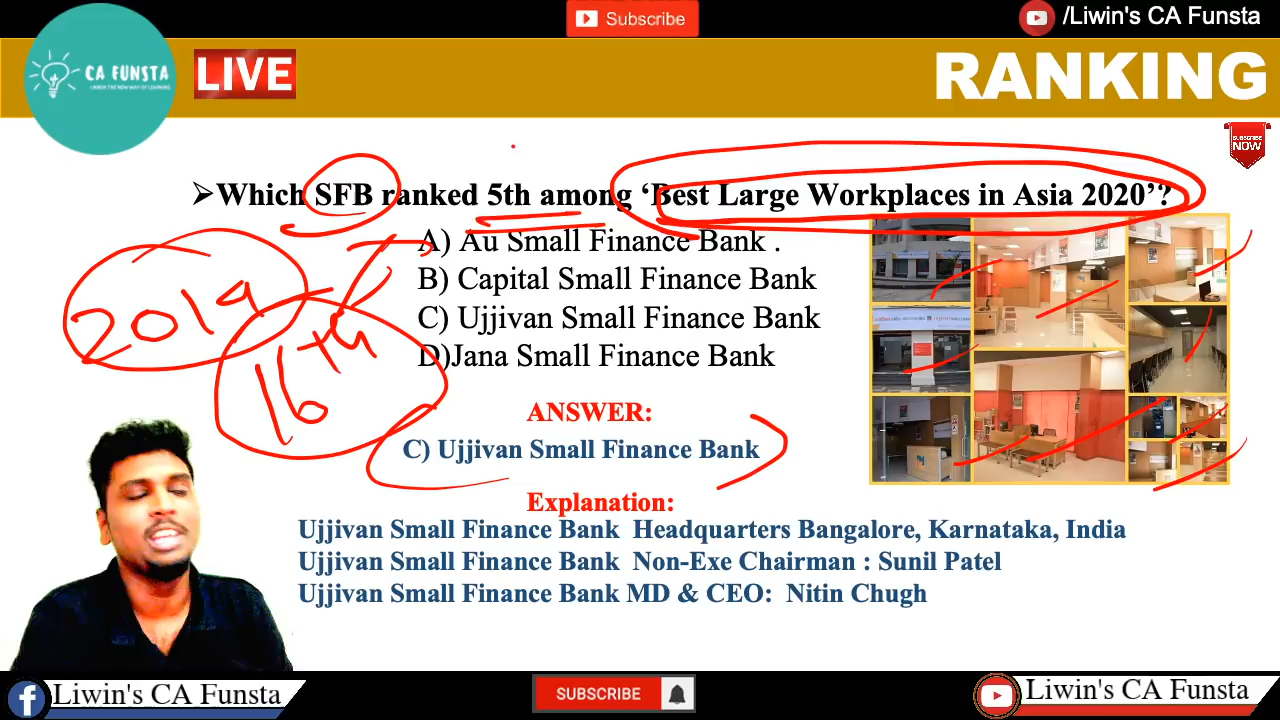 Subscribe
/Liwin's CA Funsta
CA FUNSTA
LIVE
RANKING
SUBSCRIBE
NOW
➢Which SFB ranked 5th among ‘Best Large Workplaces in Asia 2020’?
A) Au Small Finance Bank .
B) Capital Small Finance Bank
C) Ujjivan Small Finance Bank
D)Jana Small Finance Bank
2019
16th
ANSWER:
C) Ujjivan Small Finance Bank
Explanation:
Ujjivan Small Finance Bank Headquarters Bangalore, Karnataka, India
Ujjivan Small Finance Bank Non-Exe Chairman : Sunil Patel
Ujjivan Small Finance Bank MD & CEO: Nitin Chugh
Liwin's CA Funsta
SUBSCRIBE
Liwin's CA Funsta